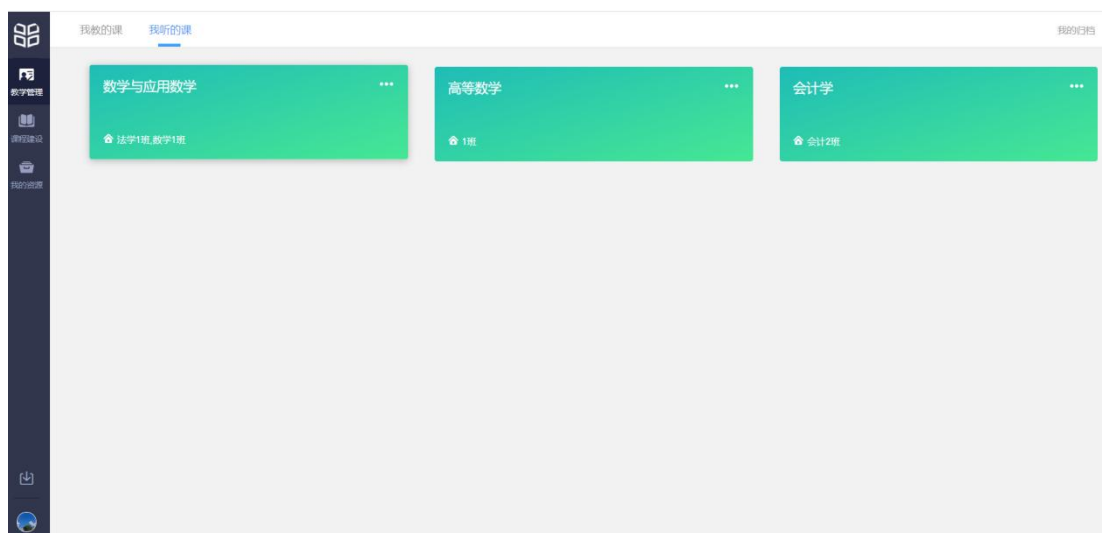 我教的课 我听的课 我的归档
教学管理
课程建设
我的资源
数学与应用数学
法学1班,数学1班
高等数学
1班
会计学
会计2班